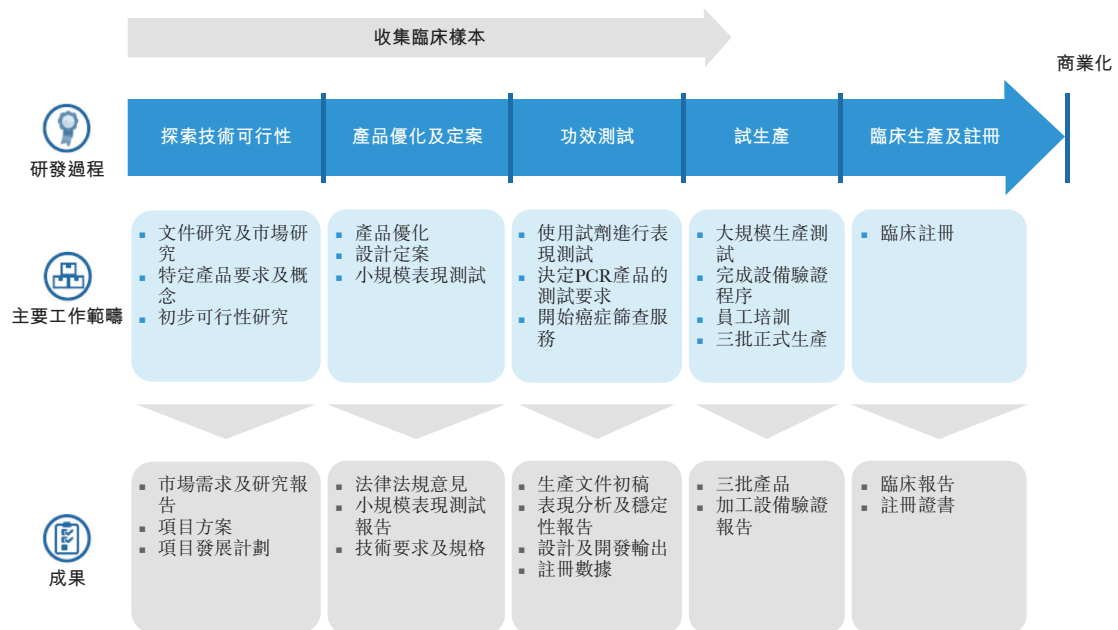 收集臨床樣本
商業化
研發過程
探索技術可行性
產品優化及定案
功效測試
試生產
臨床生產及註冊
主要工作範疇
▪ 文件研究及市場研
究
▪ 特定產品要求及概
念
▪ 初步可行性研究
▪ 產品優化
▪ 設計定案
▪ 小規模表現測試
▪ 使用試劑進行表
現測試
▪ 決定PCR產品的
測試要求
▪ 開始癌症篩查服
務
▪ 大規模生產測
試
▪ 完成設備驗證
程序
▪ 員工培訓
▪ 三批正式生產
▪ 臨床註冊
成果
▪ 市場需求及研究報
告
▪ 項目方案
▪ 項目發展計劃
▪ 法律法規意見
▪ 小規模表現測試
報告
▪ 技術要求及規格
▪ 生產文件初稿
▪ 表現分析及穩定
性報告
▪ 設計及開發輸出
▪ 註冊數據
▪ 三批產品
▪ 加工設備驗證
報告
▪ 臨床報告
▪ 註冊證書